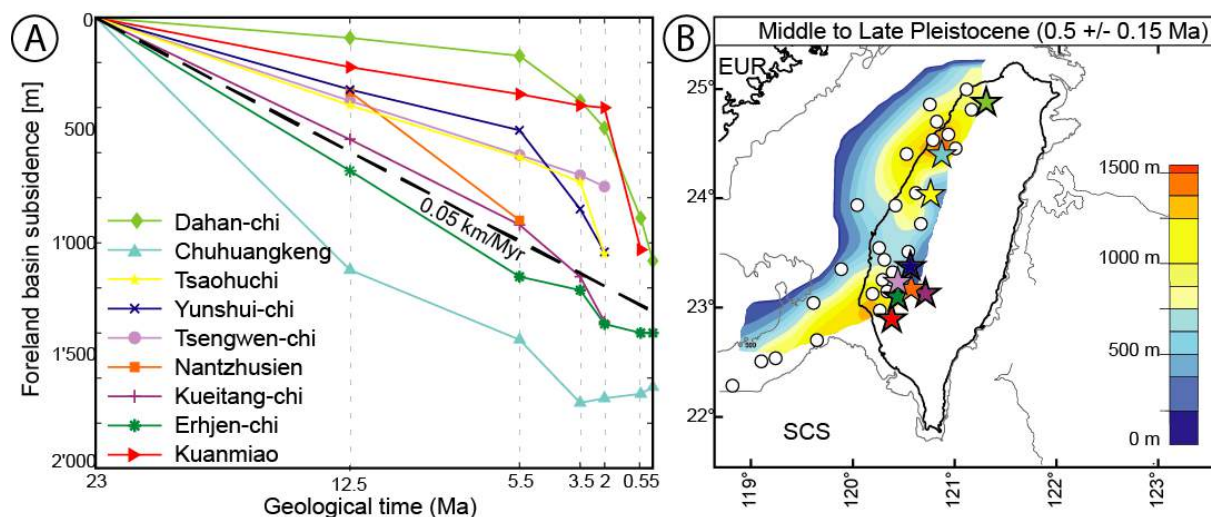 A
0
500
1'000
1'500
2'000
Foreland basin subsidence [m]
0.05 km/Myr
Dahan-chi
Chuhuangkeng
Tsaohuchi
Yunshui-chi
Tsengwen-chi
Nantzhusien
Kueitang-chi
Erhjen-chi
Kuanmiao
23 12.5 5.5 3.5 2 0.55
Geological time (Ma)
B
Middle to Late Pleistocene (0.5 +/- 0.15 Ma)
EUR
25°
24°
23°
22°
SCS
1500 m
1000 m
500 m
0 m
119° 120° 121° 122° 123°